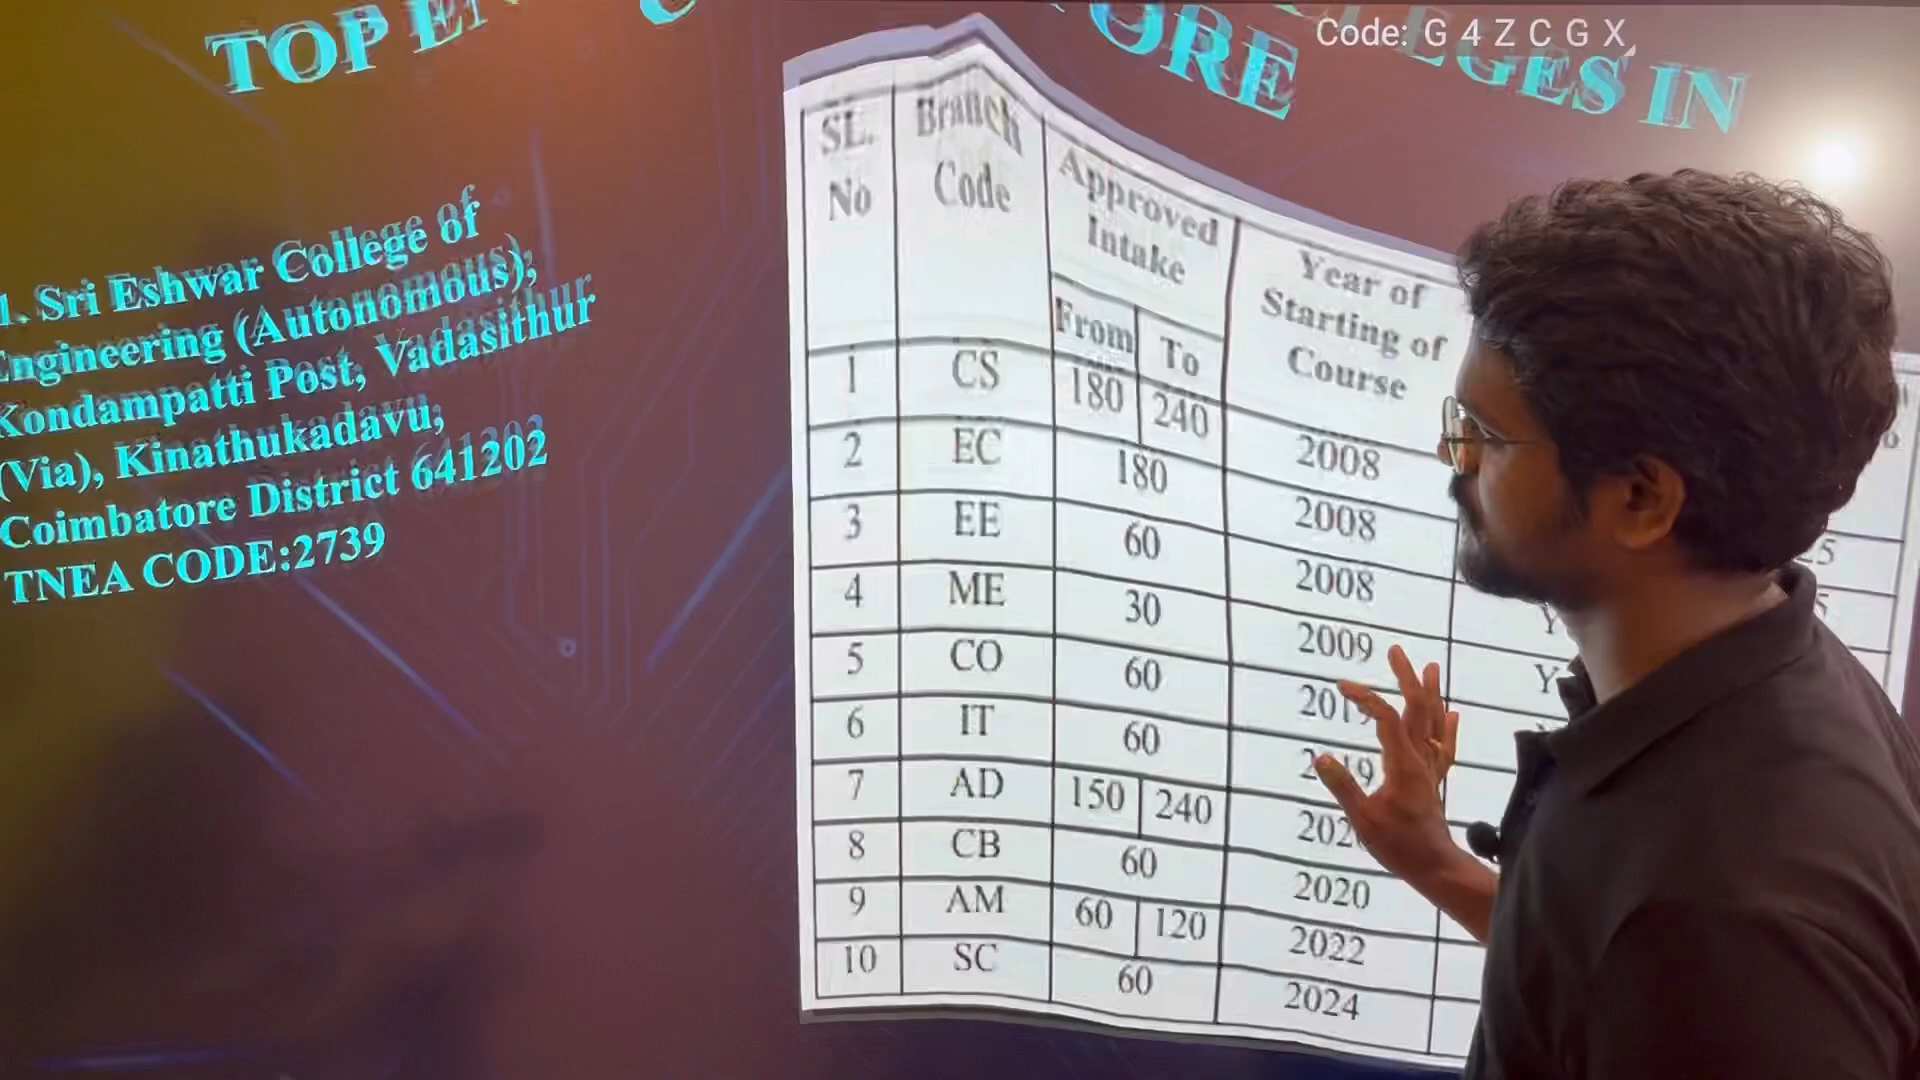 Code: G 4 Z C G X
TOP
ORE
EGES IN
1. Sri Eshwar College of
Engineering (Autonomous),
Kondampatti Post, Vadasithur
(Via), Kinathukadavu,
Coimbatore District 641202
TNEA CODE:2739
SL. No Branch Code Approved Intake Year of Starting of Course
From To
1 CS 180 240 2008
2 EC 180 2008
3 EE 60 2008
4 ME 30 2009
5 CO 60
6 IT 60
7 AD 150 240
8 CB 60 2020
9 AM 60 120 2022
10 SC 60 2024